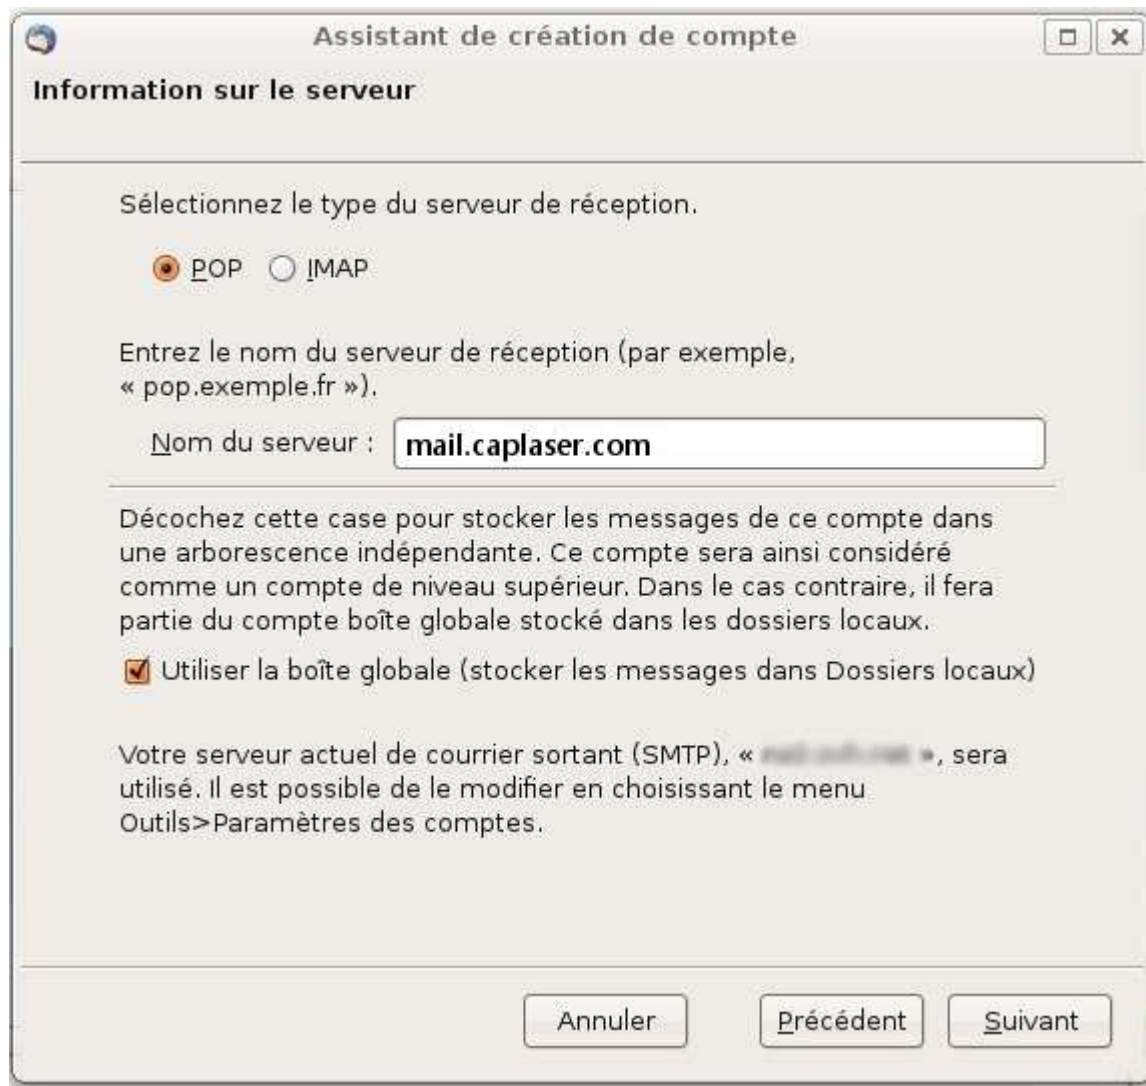 Assistant de création de compte
Information sur le serveur
Sélectionnez le type du serveur de réception.
POP IMAP
Entrez le nom du serveur de réception (par exemple,
« pop.exemple.fr »).
Nom du serveur : mail.caplaser.com
Décochez cette case pour stocker les messages de ce compte dans
une arborescence indépendante. Ce compte sera ainsi considéré
comme un compte de niveau supérieur. Dans le cas contraire, il fera
partie du compte boîte globale stocké dans les dossiers locaux.
Utiliser la boîte globale (stocker les messages dans Dossiers locaux)
Votre serveur actuel de courrier sortant (SMTP), « », sera
utilisé. Il est possible de le modifier en choisissant le menu
Outils>Paramètres des comptes.
Annuler Précédent Suivant